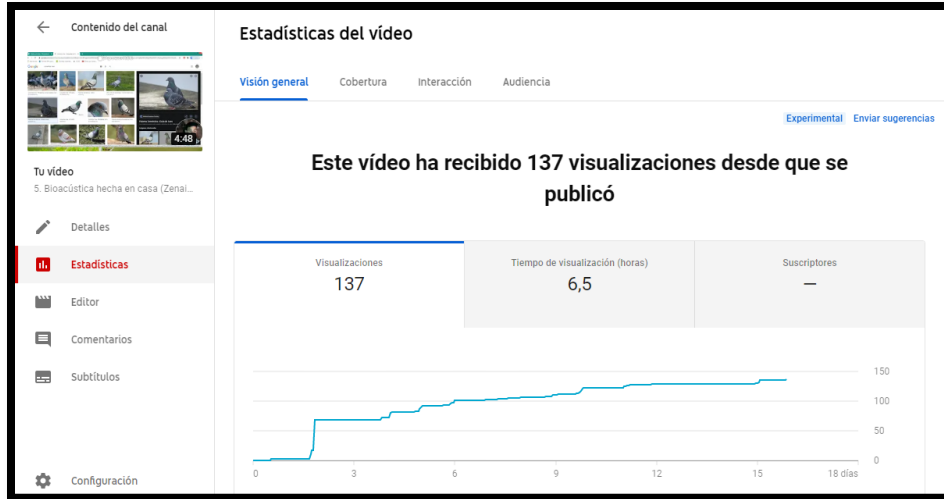 Contenido del canal
4:48
Tu vídeo
5. Bioacústica hecha en casa (Zenai...
Detalles
Estadísticas
Editor
Comentarios
Subtítulos
Configuración
Estadísticas del vídeo
Visión general Cobertura Interacción Audiencia
Experimental Enviar sugerencias
Este vídeo ha recibido 137 visualizaciones desde que se
publicó
Visualizaciones Tiempo de visualización (horas) Suscriptores
137 6,5 —
150
100
50
0
0 3 6 9 12 15 18 días